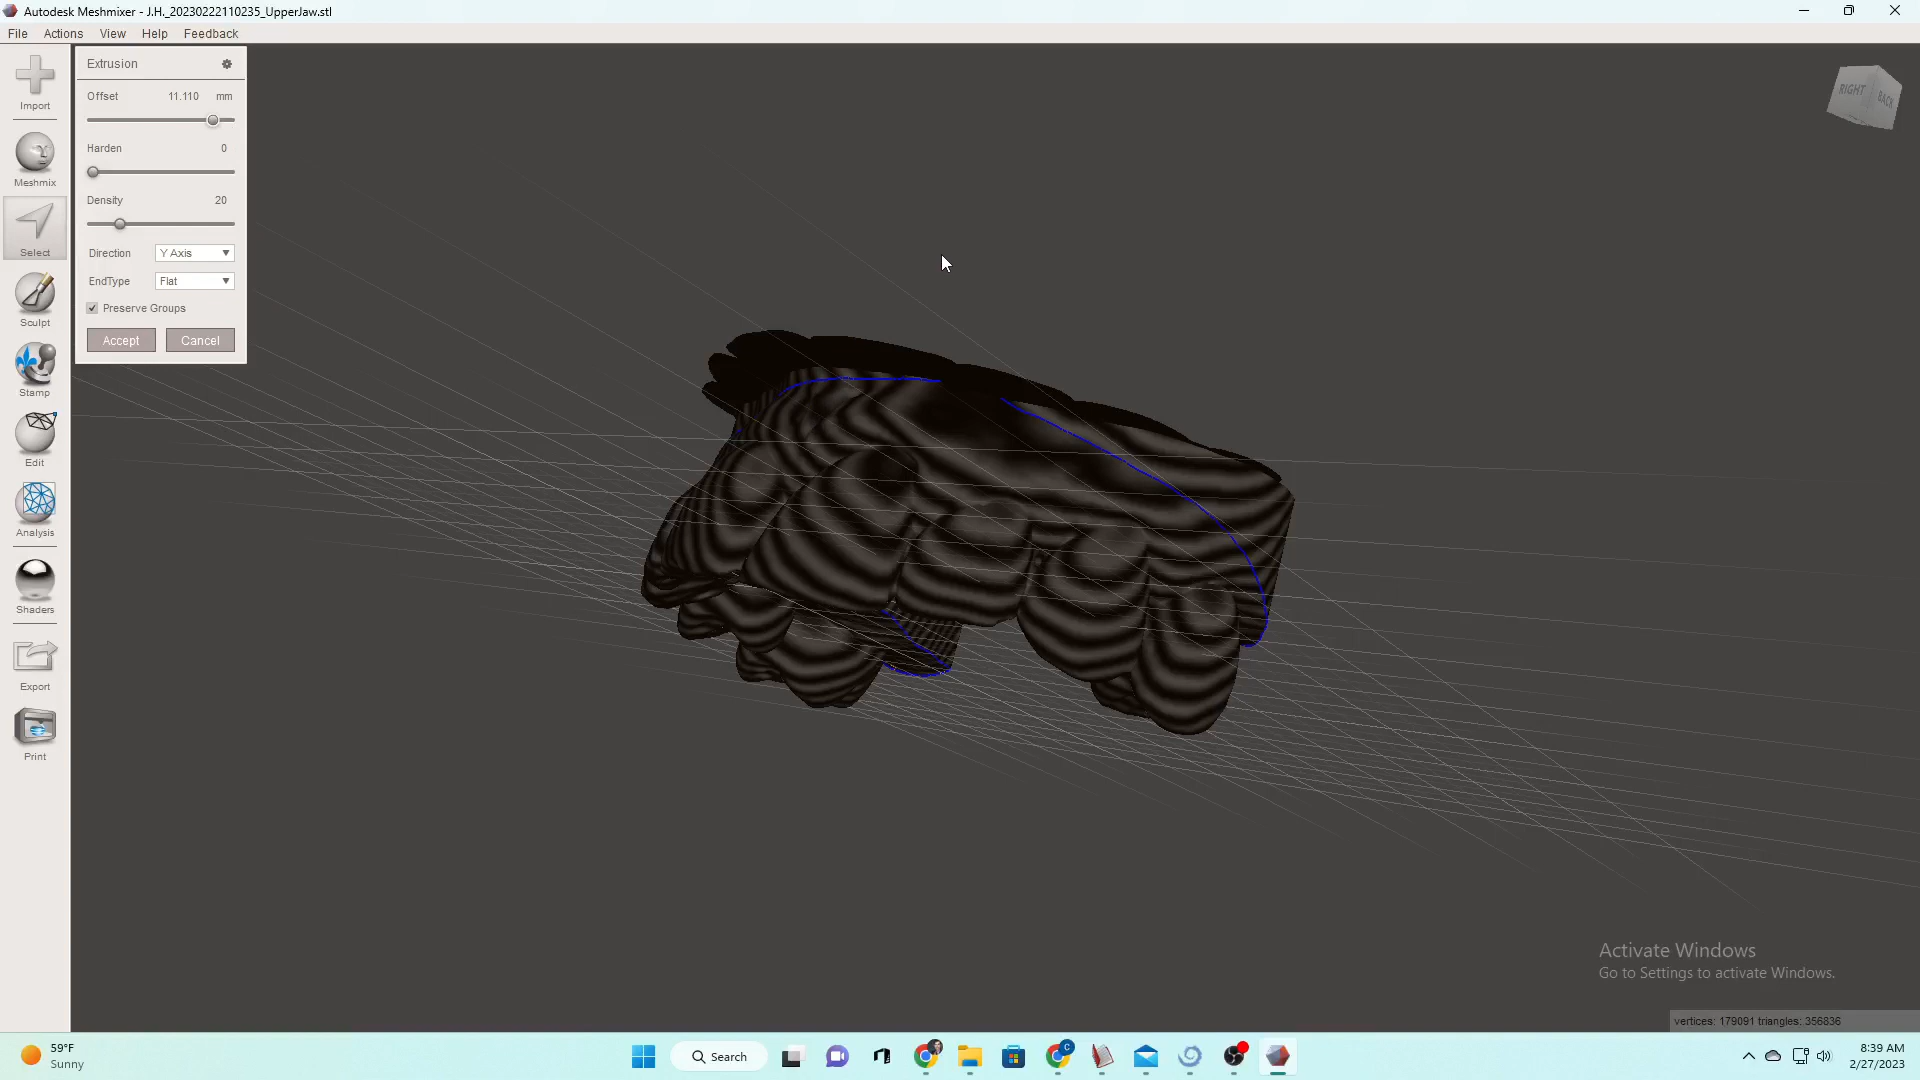 Autodesk Meshmixer - J.H._20230222110235_UpperJaw.stl
File Actions View Help Feedback
Import
Meshmix
Select
Sculpt
Stamp
Edit
Analysis
Shaders
Export
Print
Extrusion
Offset 11.110 mm
Harden 0
Density 20
Direction Y Axis
EndType Flat
Preserve Groups
Accept Cancel
RIGHT BACK
Activate Windows
Go to Settings to activate Windows.
vertices: 179091 triangles: 356836
59°F
Sunny
Search
C
8:39 AM
2/27/2023